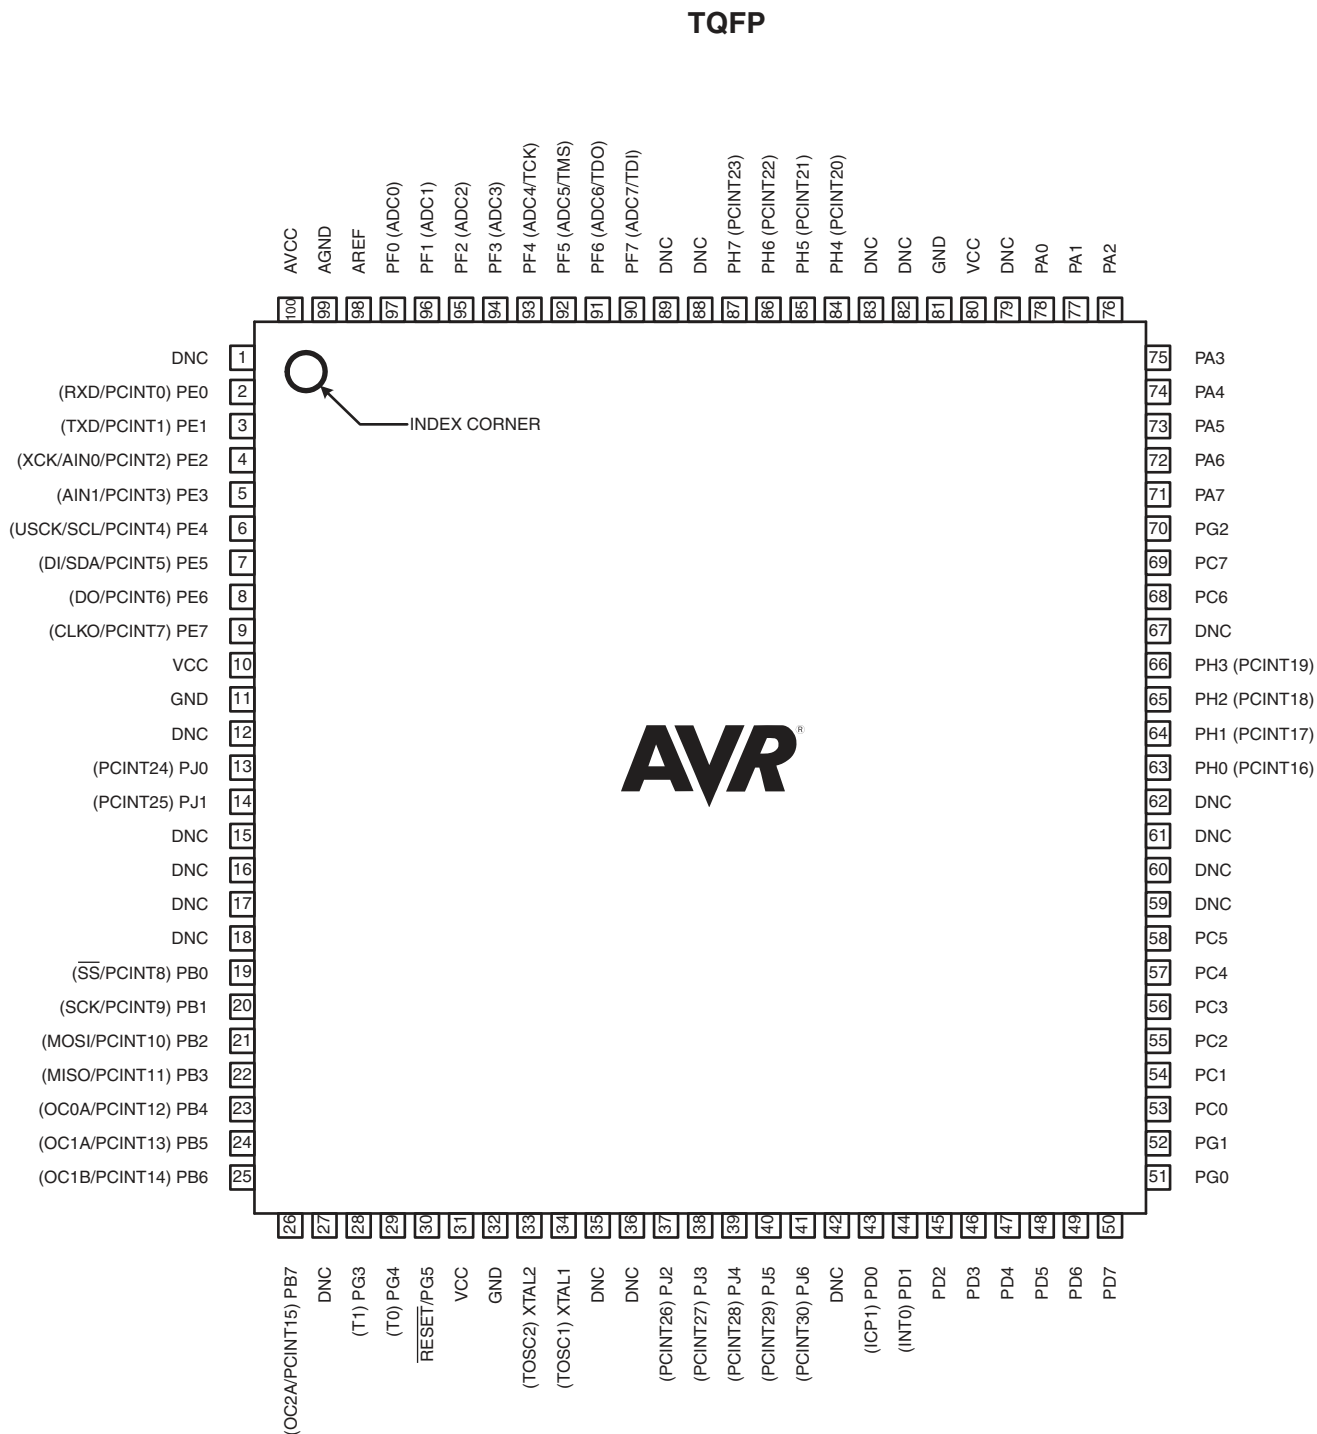 TQFP
AVCC
AGND
AREF
PF0 (ADC0)
PF1 (ADC1)
PF2 (ADC2)
PF3 (ADC3)
PF4 (ADC4/TCK)
PF5 (ADC5/TMS)
PF6 (ADC6/TDO)
PF7 (ADC7/TDI)
DNC
DNC
PH7 (PCINT23)
PH6 (PCINT22)
PH5 (PCINT21)
PH4 (PCINT20)
DNC
DNC
GND
VCC
DNC
PA0
PA1
PA2
100 99 98 97 96 95 94 93 92 91 90 89 88 87 86 85 84 83 82 81 80 79 78 77 76
DNC 1
(RXD/PCINT0) PE0 2
(TXD/PCINT1) PE1 3
(XCK/AIN0/PCINT2) PE2 4
(AIN1/PCINT3) PE3 5
(USCK/SCL/PCINT4) PE4 6
(DI/SDA/PCINT5) PE5 7
(DO/PCINT6) PE6 8
(CLKO/PCINT7) PE7 9
VCC 10
GND 11
DNC 12
(PCINT24) PJ0 13
(PCINT25) PJ1 14
DNC 15
DNC 16
DNC 17
DNC 18
(SS/PCINT8) PB0 19
(SCK/PCINT9) PB1 20
(MOSI/PCINT10) PB2 21
(MISO/PCINT11) PB3 22
(OC0A/PCINT12) PB4 23
(OC1A/PCINT13) PB5 24
(OC1B/PCINT14) PB6 25
INDEX CORNER
AVR®
75 PA3
74 PA4
73 PA5
72 PA6
71 PA7
70 PG2
69 PC7
68 PC6
67 DNC
66 PH3 (PCINT19)
65 PH2 (PCINT18)
64 PH1 (PCINT17)
63 PH0 (PCINT16)
62 DNC
61 DNC
60 DNC
59 DNC
58 PC5
57 PC4
56 PC3
55 PC2
54 PC1
53 PC0
52 PG1
51 PG0
26 27 28 29 30 31 32 33 34 35 36 37 38 39 40 41 42 43 44 45 46 47 48 49 50
(OC2A/PCINT15) PB7
DNC
(T1) PG3
(T0) PG4
RESET/PG5
VCC
GND
(TOSC2) XTAL2
(TOSC1) XTAL1
DNC
DNC
(PCINT26) PJ2
(PCINT27) PJ3
(PCINT28) PJ4
(PCINT29) PJ5
(PCINT30) PJ6
DNC
(ICP1) PD0
(INT0) PD1
PD2
PD3
PD4
PD5
PD6
PD7